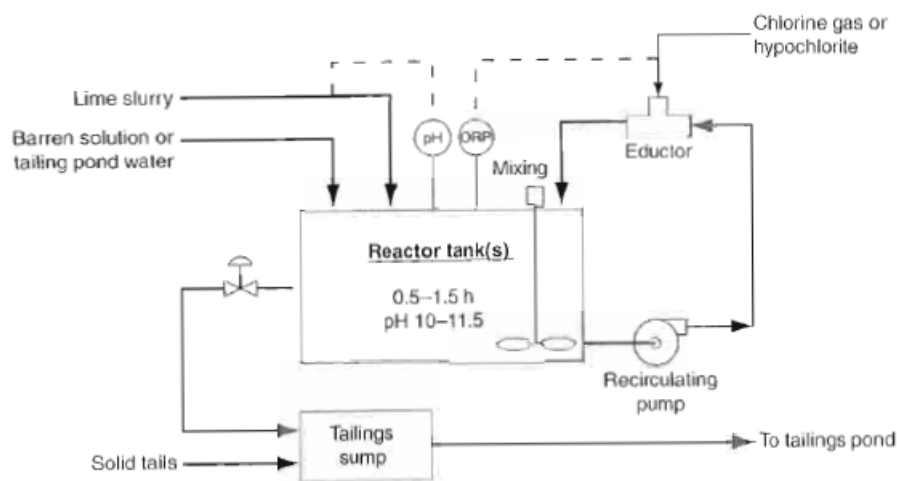 Chlorine gas or
hypochlorite
Lime slurry
Barren solution or
tailing pond water
pH
ORP
Eductor
Mixing
Reactor tank(s)
0.5–1.5 h
pH 10–11.5
Recirculating
pump
Tailings
sump
To tailings pond
Solid tails